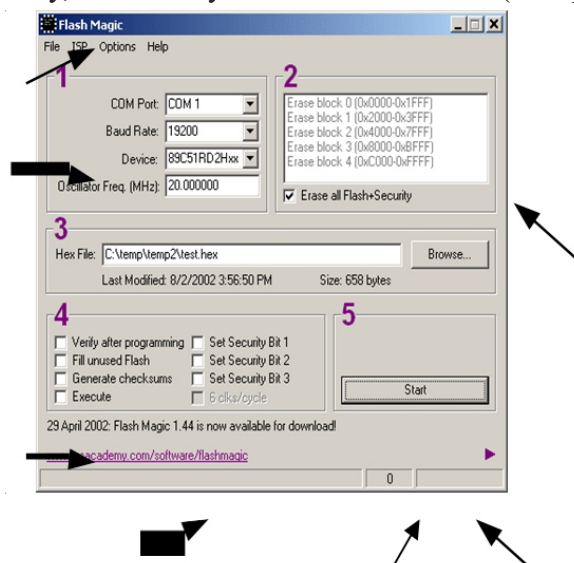 Flash Magic
File ISP Options Help
1
COM Port: COM 1
Baud Rate: 19200
Device: 89C51RD2Hxx
Oscillator Freq. (MHz): 20.000000
2
Erase block 0 (0x0000-0x1FFF)
Erase block 1 (0x2000-0x3FFF)
Erase block 2 (0x4000-0x7FFF)
Erase block 3 (0x8000-0xBFFF)
Erase block 4 (0xC000-0xFFFF)
Erase all Flash+Security
3
Hex File: C:\temp\temp2\test.hex Browse...
Last Modified: 8/2/2002 3:56:50 PM Size: 658 bytes
4
Verify after programming Set Security Bit 1
Fill unused Flash Set Security Bit 2
Generate checksums Set Security Bit 3
Execute 6 clks/cycle
5
Start
29 April 2002: Flash Magic 1.44 is now available for download!
academy.com/software/flashmagic
0